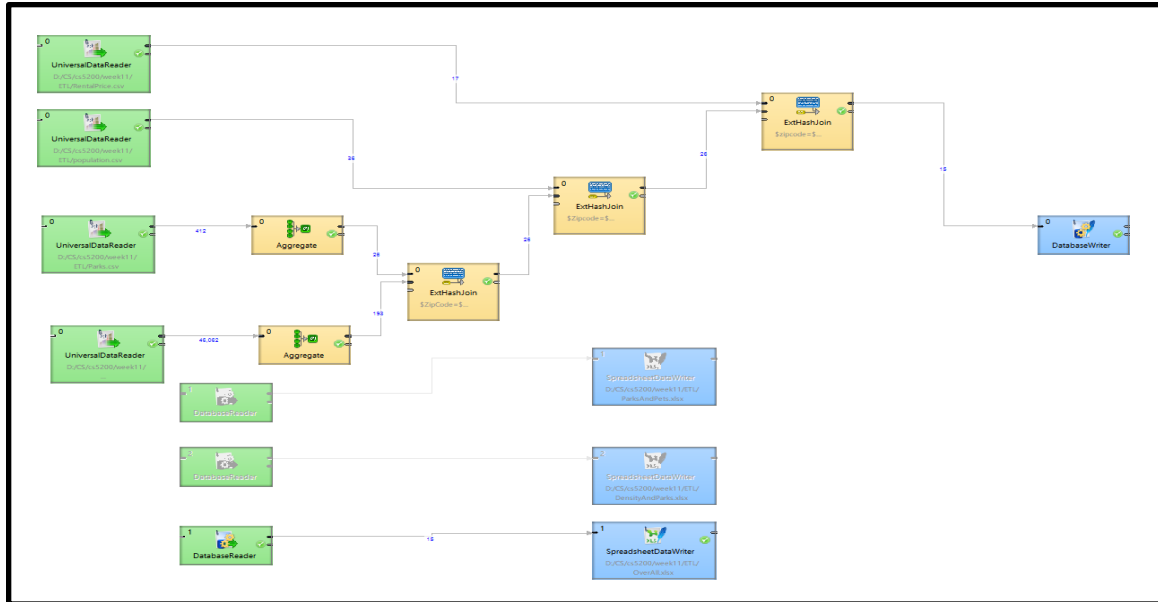 0
UniversalDataReader
D:/CS/cs5200/week11/
ETL/RentalPrice.csv
17
0
ExtHashJoin
$zipcode=$...
0
UniversalDataReader
D:/CS/cs5200/week11/
ETL/population.csv
36
0
ExtHashJoin
$Zipcode=$...
15
0
DatabaseWriter
0
UniversalDataReader
D:/CS/cs5200/week11/
ETL/Parks.csv
412
0
Aggregate
0
ExtHashJoin
$ZipCode=$...
0
UniversalDataReader
D:/CS/cs5200/week11/
...
0
Aggregate
193
1
DatabaseReader
1
SpreadsheetDataWriter
D:/CS/cs5200/week11/ETL/
ParksAndPets.xlsx
2
DatabaseReader
2
SpreadsheetDataWriter
D:/CS/cs5200/week11/ETL/
DensityAndParks.xlsx
1
DatabaseReader
15
1
SpreadsheetDataWriter
D:/CS/cs5200/week11/ETL/
OverAll.xlsx